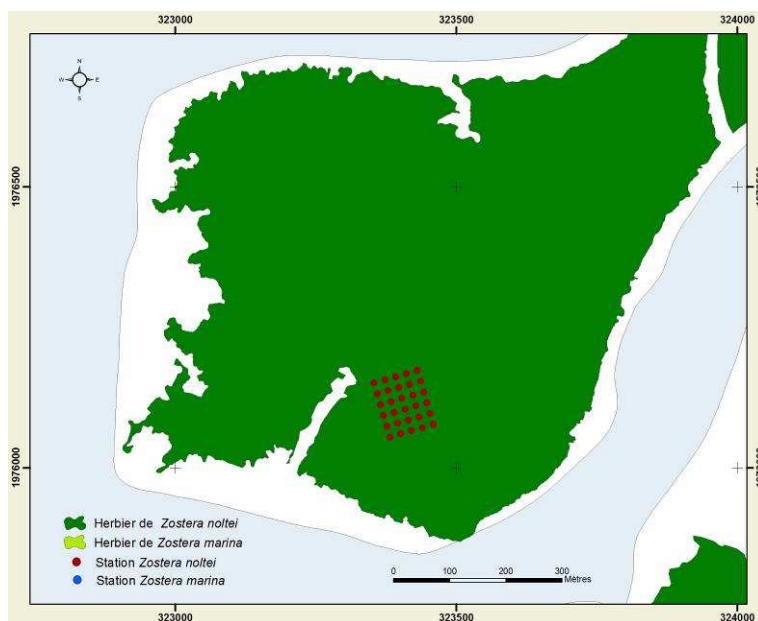 323000 323500 324000
N
W E
S
1976500
1976000
Herbier de Zostera noltei
Herbier de Zostera marina
Station Zostera noltei
Station Zostera marina
0 100 200 300
Mètres
323000 323500 324000